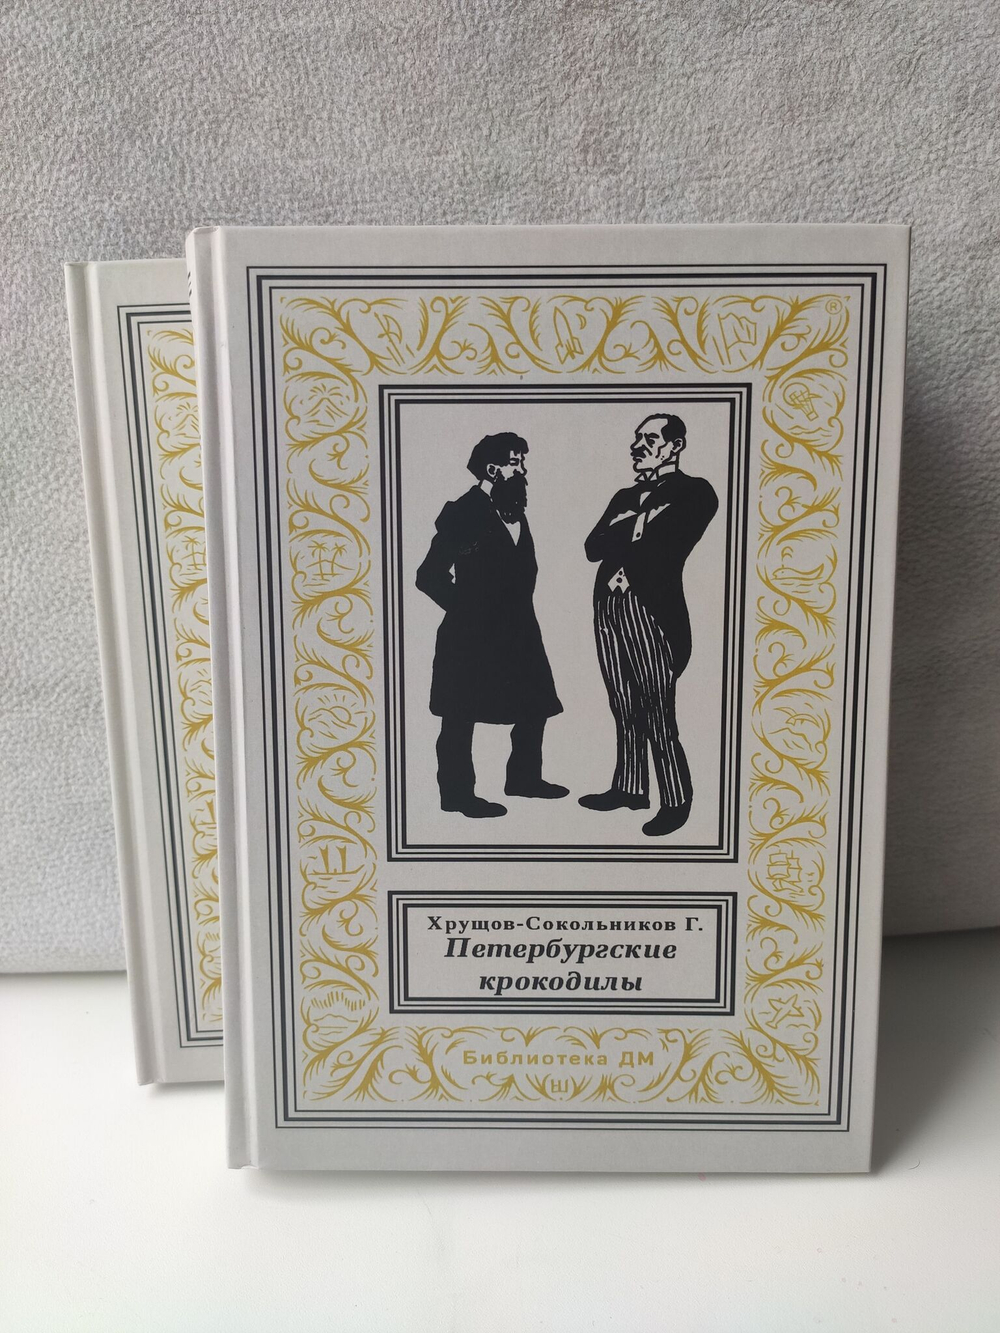 ®
Хрущов-Сокольников Г.
Петербургские
крокодилы
Библиотека ДМ
Ш